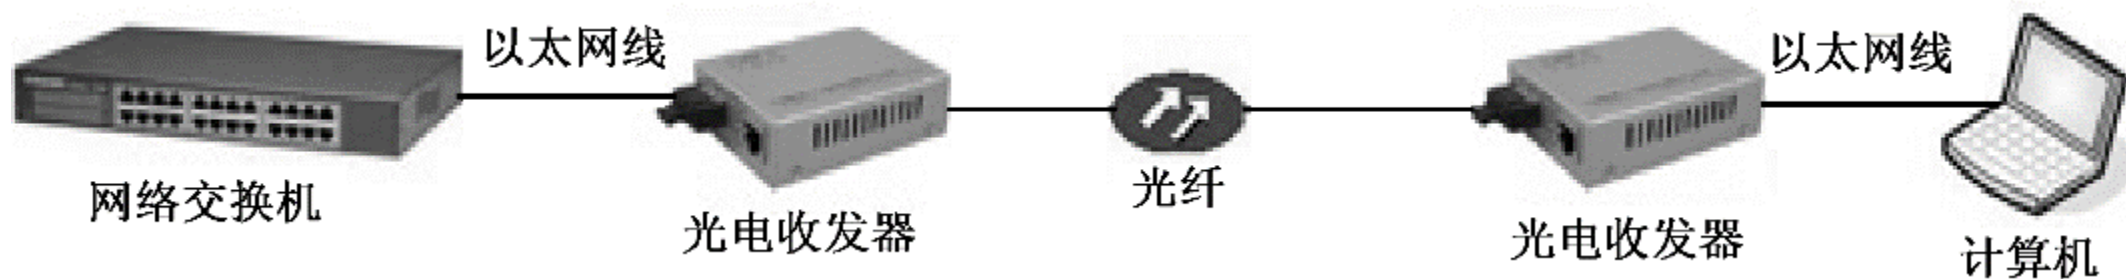 以太网线
以太网线
网络交换机
光电收发器
光纤
光电收发器
计算机